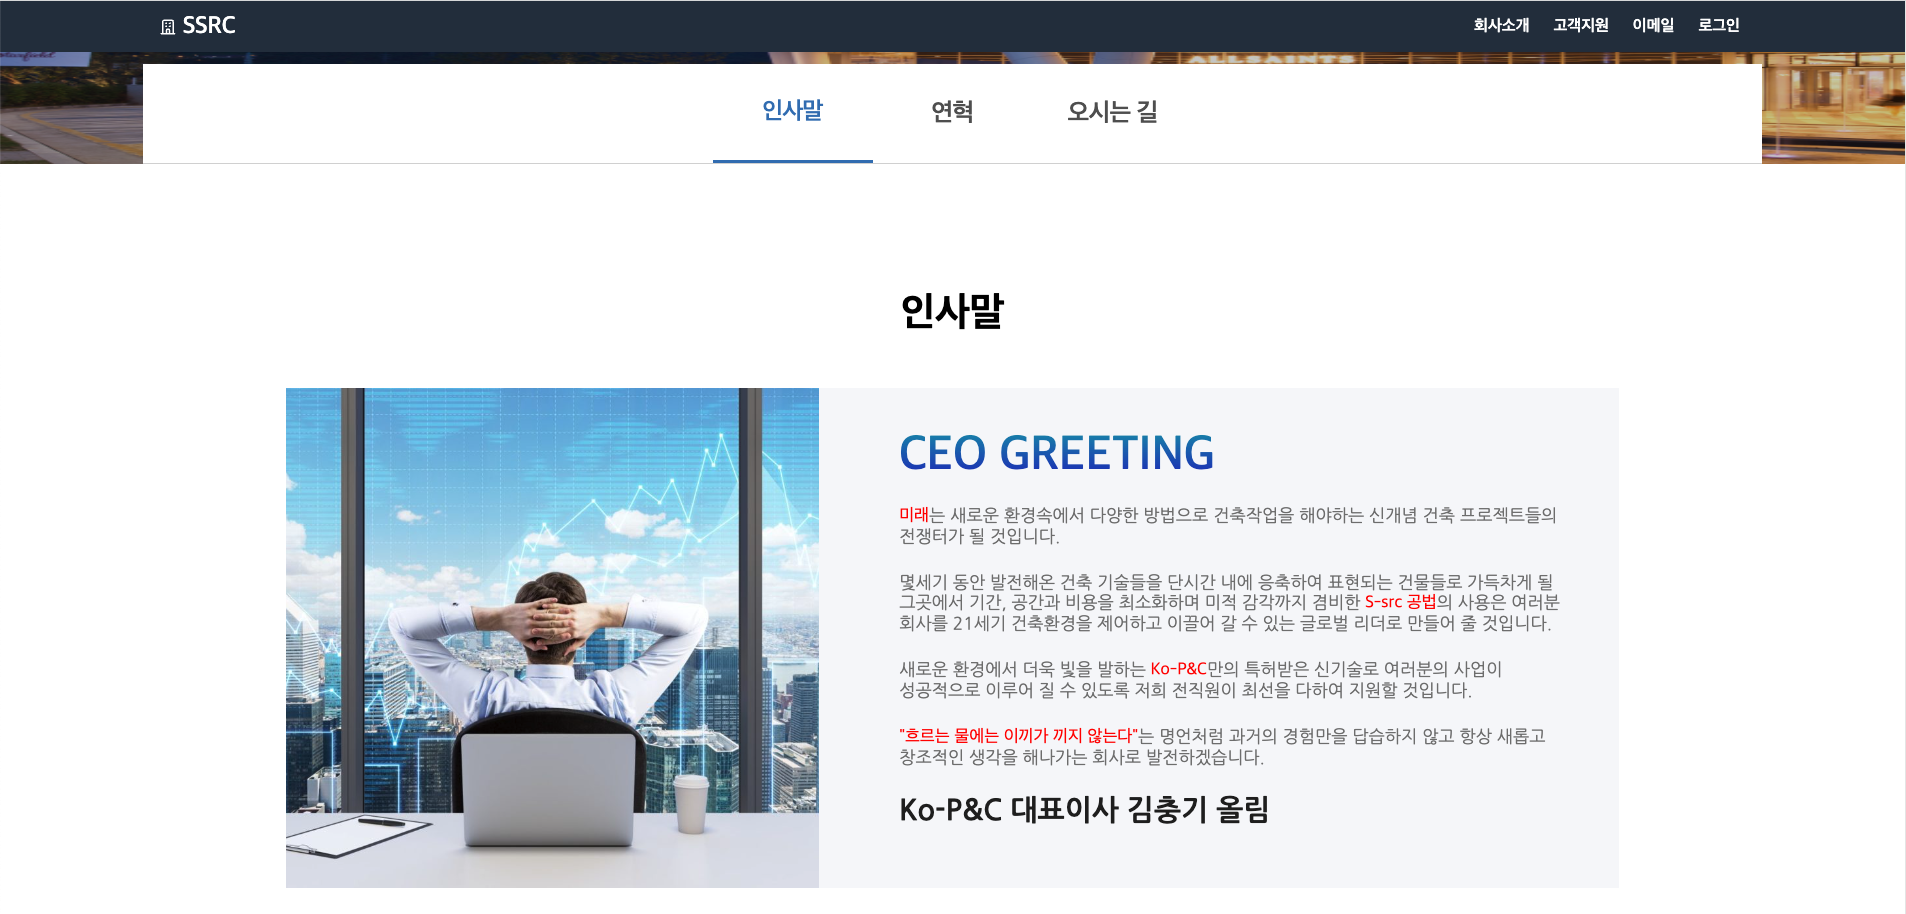 SSRC
회사소개 고객지원 이메일 로그인
ALLSAINTS
인사말 연혁 오시는 길
인사말
CEO GREETING
미래는 새로운 환경속에서 다양한 방법으로 건축작업을 해야하는 신개념 건축 프로젝트들의
전쟁터가 될 것입니다.
몇세기 동안 발전해온 건축 기술들을 단시간 내에 응축하여 표현되는 건물들로 가득차게 될
그곳에서 기간, 공간과 비용을 최소화하며 미적 감각까지 겸비한 S-src 공법의 사용은 여러분
회사를 21세기 건축환경을 제어하고 이끌어 갈 수 있는 글로벌 리더로 만들어 줄 것입니다.
새로운 환경에서 더욱 빛을 발하는 Ko-P&C만의 특허받은 신기술로 여러분의 사업이
성공적으로 이루어 질 수 있도록 저희 전직원이 최선을 다하여 지원할 것입니다.
"흐르는 물에는 이끼가 끼지 않는다"는 명언처럼 과거의 경험만을 답습하지 않고 항상 새롭고
창조적인 생각을 해나가는 회사로 발전하겠습니다.
Ko-P&C 대표이사 김충기 올림